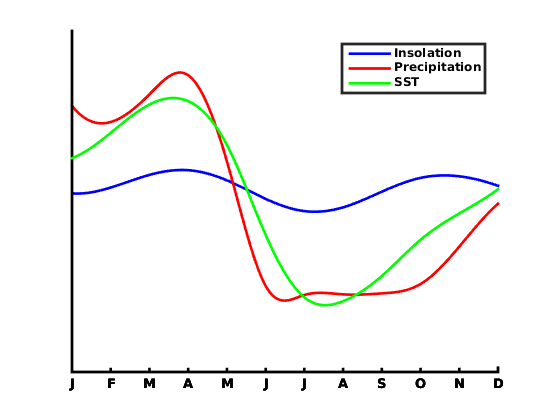 Insolation
Precipitation
SST
J F M A M J J A S O N D